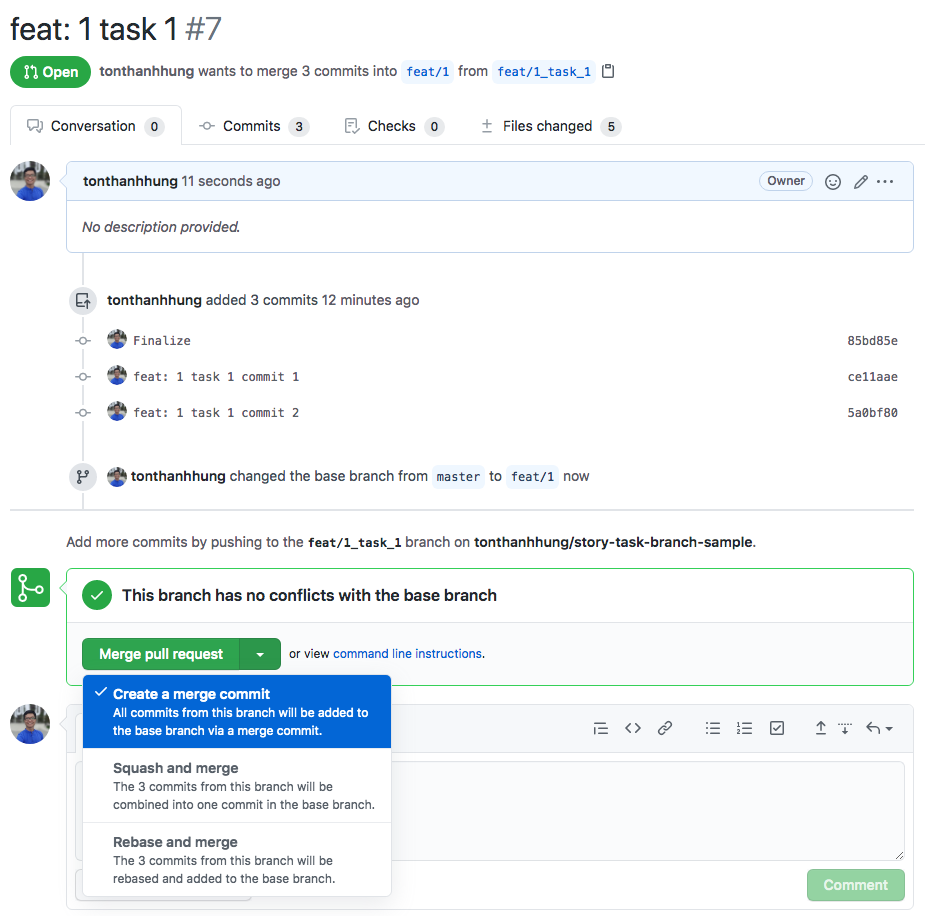 feat: 1 task 1 #7
Open tonthanhhung wants to merge 3 commits into feat/1 from feat/1_task_1
Conversation 0 Commits 3 Checks 0 Files changed 5
tonthanhhung 11 seconds ago Owner
No description provided.
tonthanhhung added 3 commits 12 minutes ago
Finalize 85bd85e
feat: 1 task 1 commit 1 ce11aae
feat: 1 task 1 commit 2 5a0bf80
tonthanhhung changed the base branch from master to feat/1 now
Add more commits by pushing to the feat/1_task_1 branch on tonthanhhung/story-task-branch-sample.
This branch has no conflicts with the base branch
Merge pull request or view command line instructions.
Create a merge commit
All commits from this branch will be added to
the base branch via a merge commit.
Squash and merge
The 3 commits from this branch will be
combined into one commit in the base branch.
Rebase and merge
The 3 commits from this branch will be
rebased and added to the base branch.
Comment